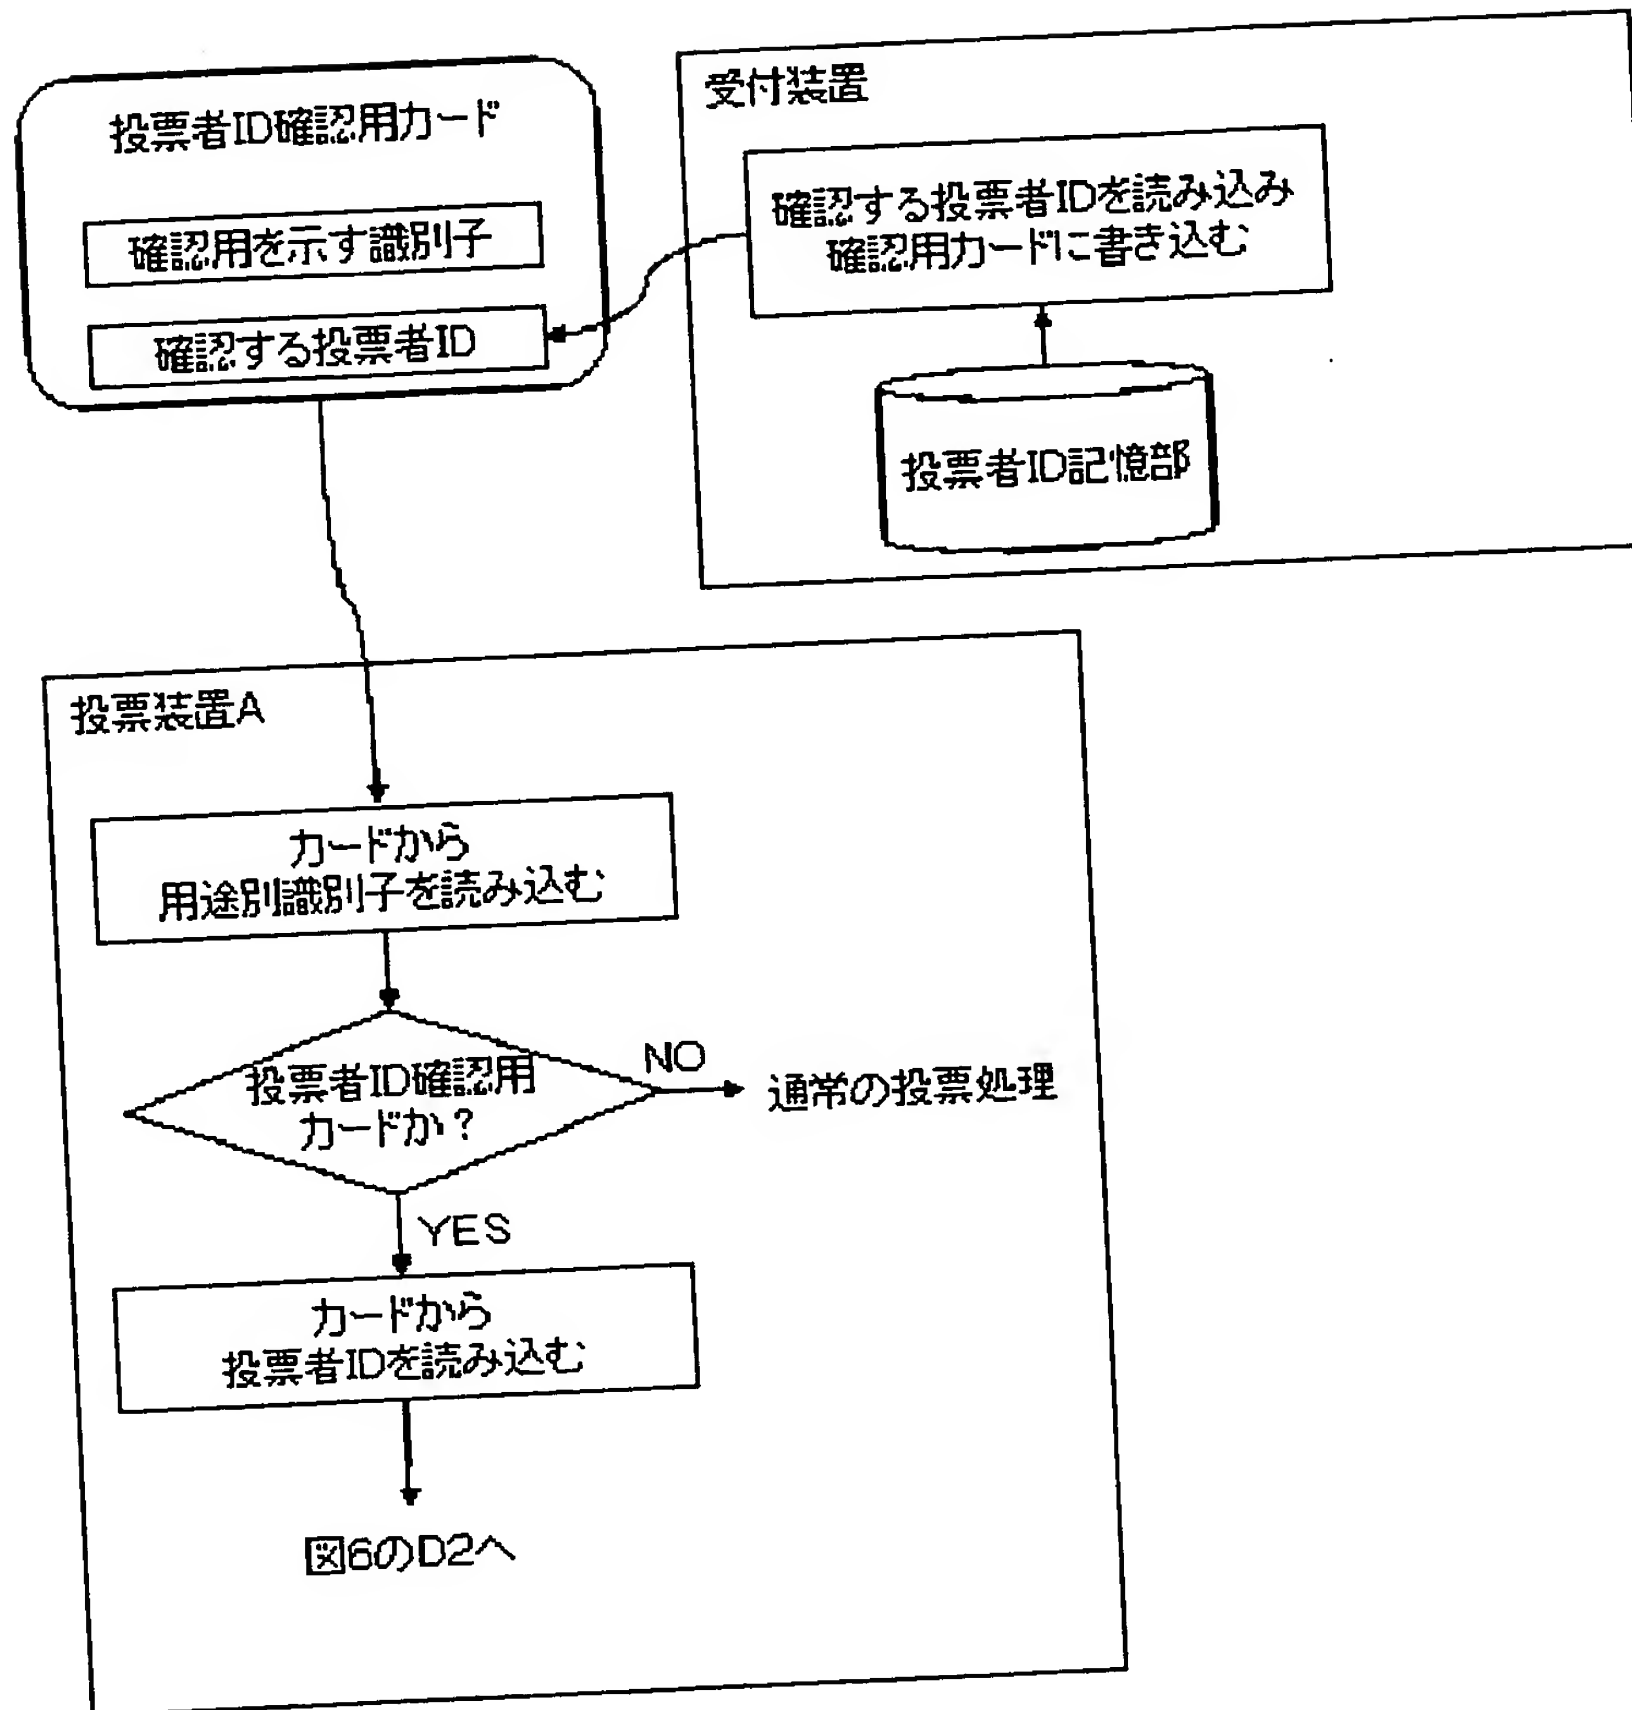 投票者ID確認用カード
確認用を示す識別子
確認する投票者ID
受付装置
確認する投票者IDを読み込み
確認用カードに書き込む
投票者ID記憶部
投票装置A
カードから
用途別識別子を読み込む
投票者ID確認用
カードか？
NO
通常の投票処理
YES
カードから
投票者IDを読み込む
図6のD2へ